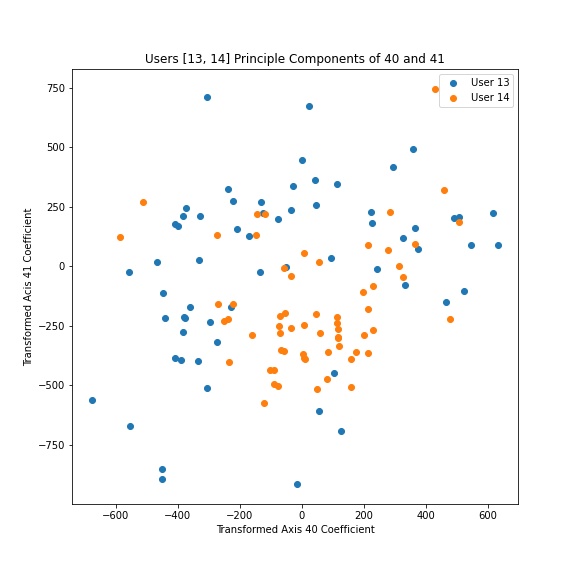 Users [13, 14] Principle Components of 40 and 41
User 13
User 14
Transformed Acis 41 Coefficient
750
500
250
0
−250
−500
−750
−600
−400
−200
0
200
400
600
Transformed Axis 40 Coefficient